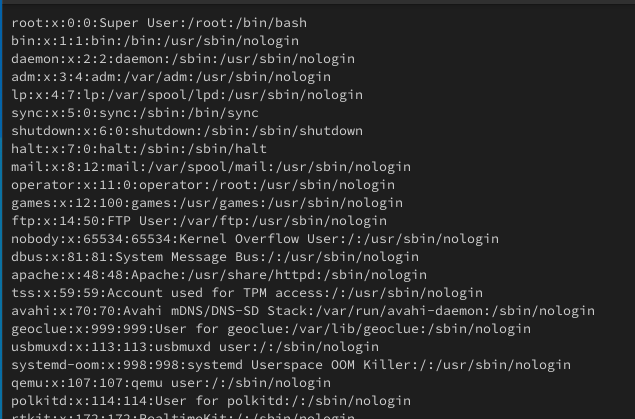 root:x:0:0:Super User:/root:/bin/bash
bin:x:1:1:bin:/bin:/usr/sbin/nologin
daemon:x:2:2:daemon:/sbin:/usr/sbin/nologin
adm:x:3:4:adm:/var/adm:/usr/sbin/nologin
lp:x:4:7:lp:/var/spool/lpd:/usr/sbin/nologin
sync:x:5:0:sync:/sbin:/bin/sync
shutdown:x:6:0:shutdown:/sbin:/sbin/shutdown
halt:x:7:0:halt:/sbin:/sbin/halt
mail:x:8:12:mail:/var/spool/mail:/usr/sbin/nologin
operator:x:11:0:operator:/root:/usr/sbin/nologin
games:x:12:100:games:/usr/games:/usr/sbin/nologin
ftp:x:14:50:FTP User:/var/ftp:/usr/sbin/nologin
nobody:x:65534:65534:Kernel Overflow User:/:/usr/sbin/nologin
dbus:x:81:81:System Message Bus:/:/usr/sbin/nologin
apache:x:48:48:Apache:/usr/share/httpd:/sbin/nologin
tss:x:59:59:Account used for TPM access:/:/usr/sbin/nologin
avahi:x:70:70:Avahi mDNS/DNS-SD Stack:/var/run/avahi-daemon:/sbin/nologin
geoclue:x:999:999:User for geoclue:/var/lib/geoclue:/sbin/nologin
usbmuxd:x:113:113:usbmuxd user:/:/sbin/nologin
systemd-oom:x:998:998:systemd Userspace OOM Killer:/:/usr/sbin/nologin
qemu:x:107:107:qemu user:/:/sbin/nologin
polkitd:x:114:114:User for polkitd:/:/sbin/nologin
rtkit:x:172:172:RealtimeKit:/:/sbin/nologin